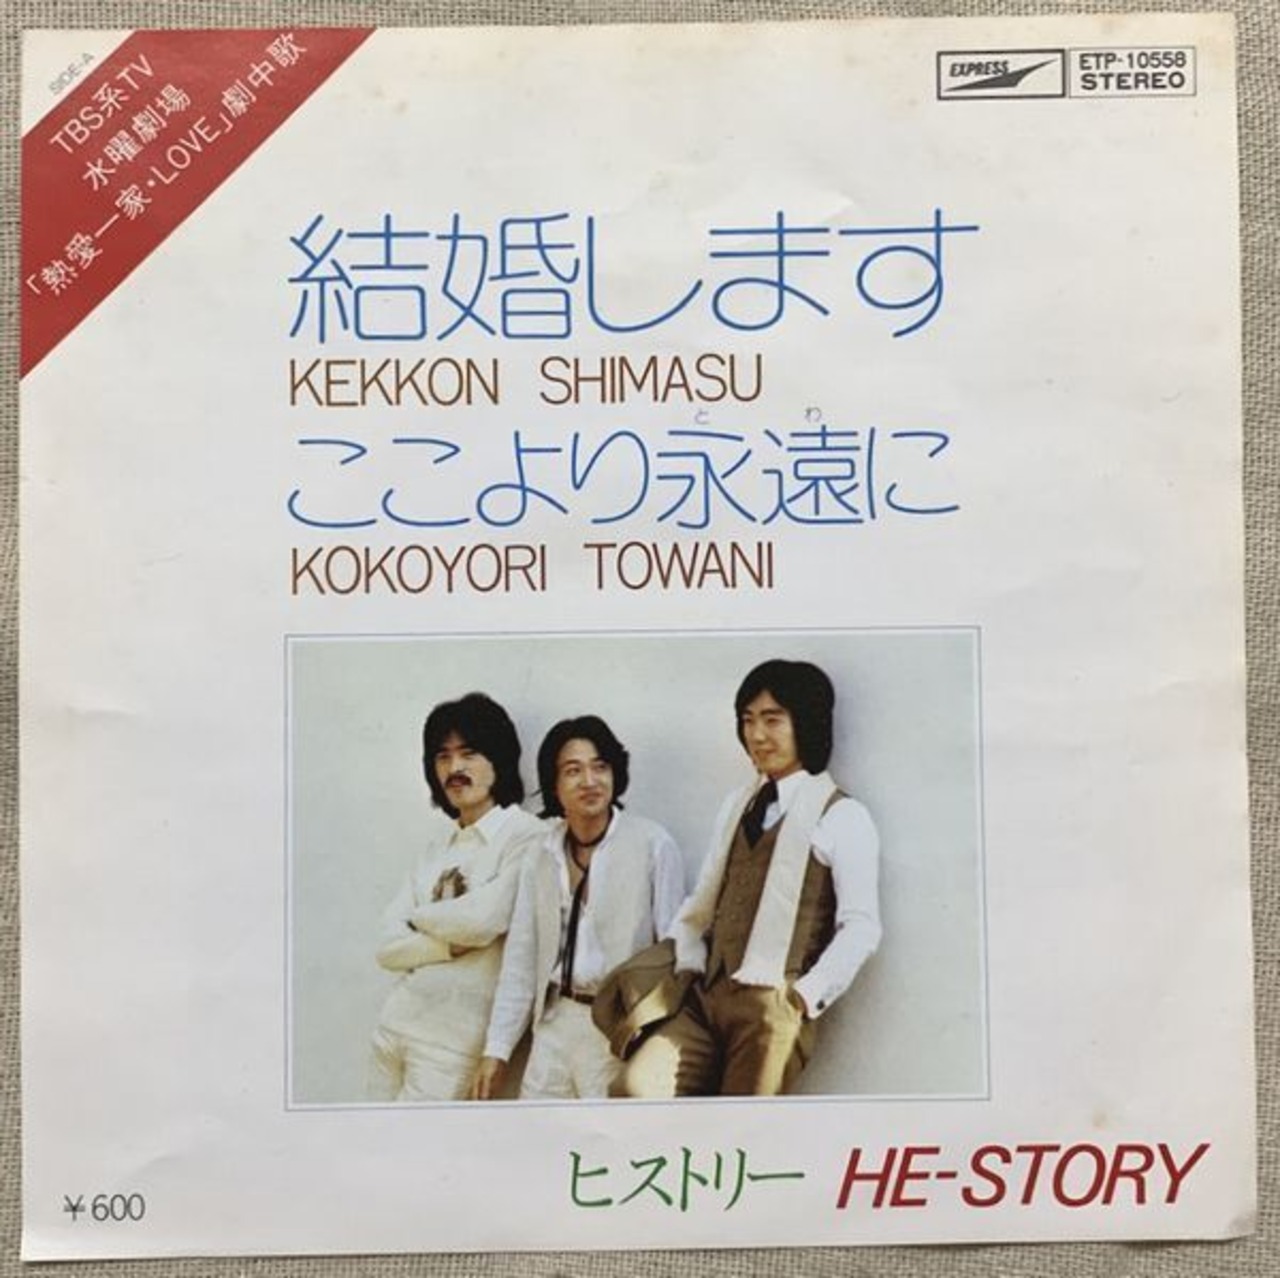 SIDE-A
TBS系TV
水曜劇場
「熱愛一家・LOVE」劇中歌
EXPRESS
ETP-10558
STEREO
結婚します
KEKKON SHIMASU
とわ
ここより永遠に
KOKOYORI TOWANI
ヒストリー HE-STORY
¥600